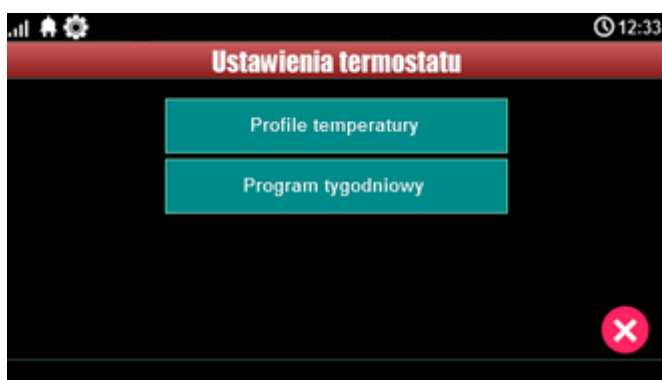 12:33
Ustawienia termostatu
Profile temperatury
Program tygodniowy